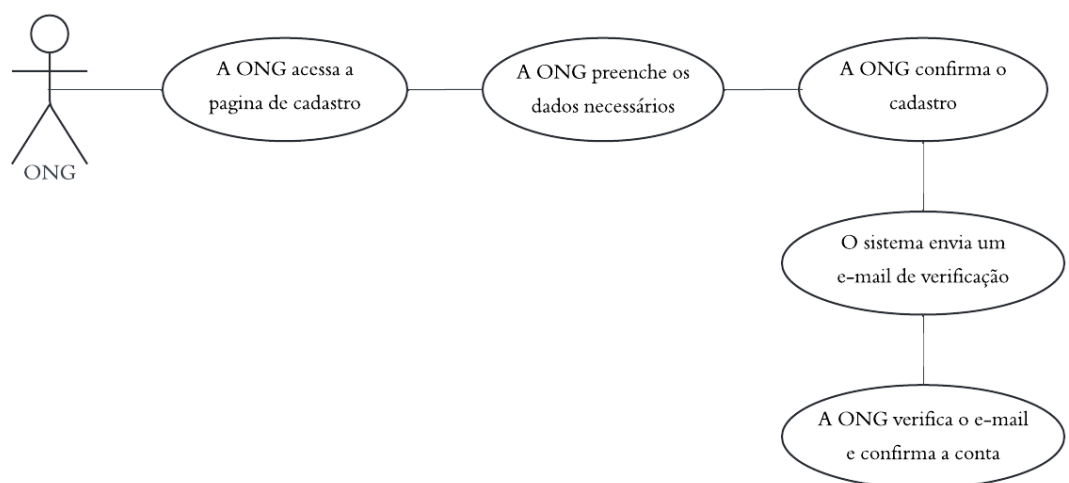 A ONG acessa a
pagina de cadastro
A ONG preenche os
dados necessários
A ONG confirma o
cadastro
ONG
O sistema envia um
e-mail de verificação
A ONG verifica o e-mail
e confirma a conta